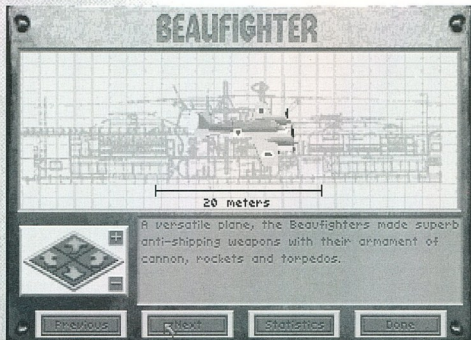 BEAUFIGHTER
20 meters
A versatile plane, the Beaufighters made superb
anti-shipping weapons with their armament of
cannon, rockets and torpedos.
+
−
Previous
Next
Statistics
Done